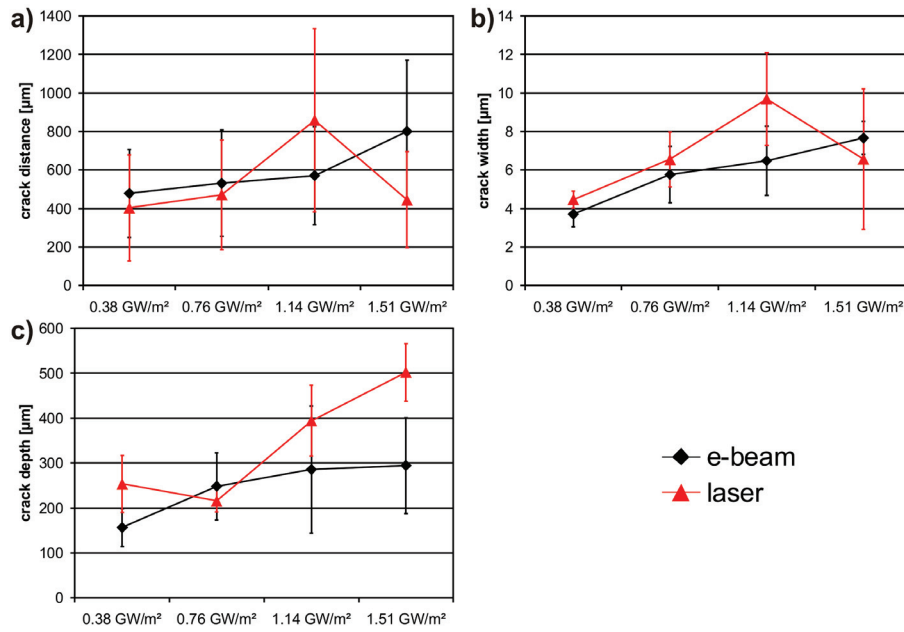 a)
crack distance [µm]
1400
1200
1000
800
600
400
200
0
0.38 GW/m² 0.76 GW/m² 1.14 GW/m² 1.51 GW/m²
b)
crack width [µm]
14
12
10
8
6
4
2
0
0.38 GW/m² 0.76 GW/m² 1.14 GW/m² 1.51 GW/m²
c)
crack depth [µm]
600
500
400
300
200
100
0
0.38 GW/m² 0.76 GW/m² 1.14 GW/m² 1.51 GW/m²
e-beam
laser